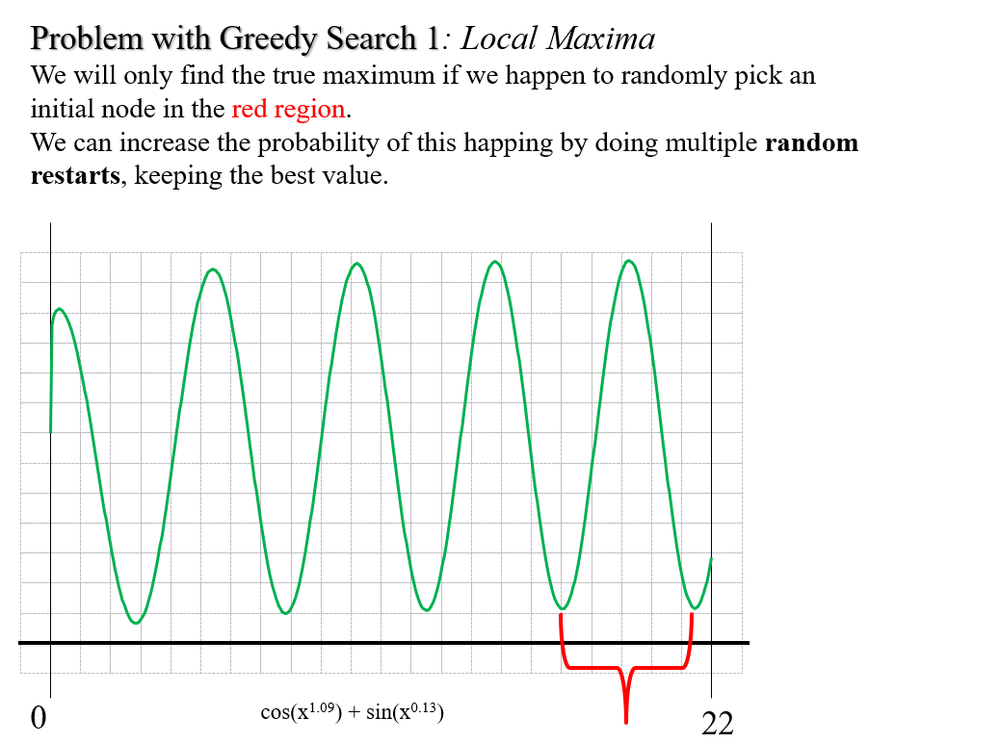 Problem with Greedy Search 1: Local Maxima
We will only find the true maximum if we happen to randomly pick an
initial node in the red region.
We can increase the probability of this happing by doing multiple random
restarts, keeping the best value.
0
cos(x^1.09) + sin(x^0.13)
22